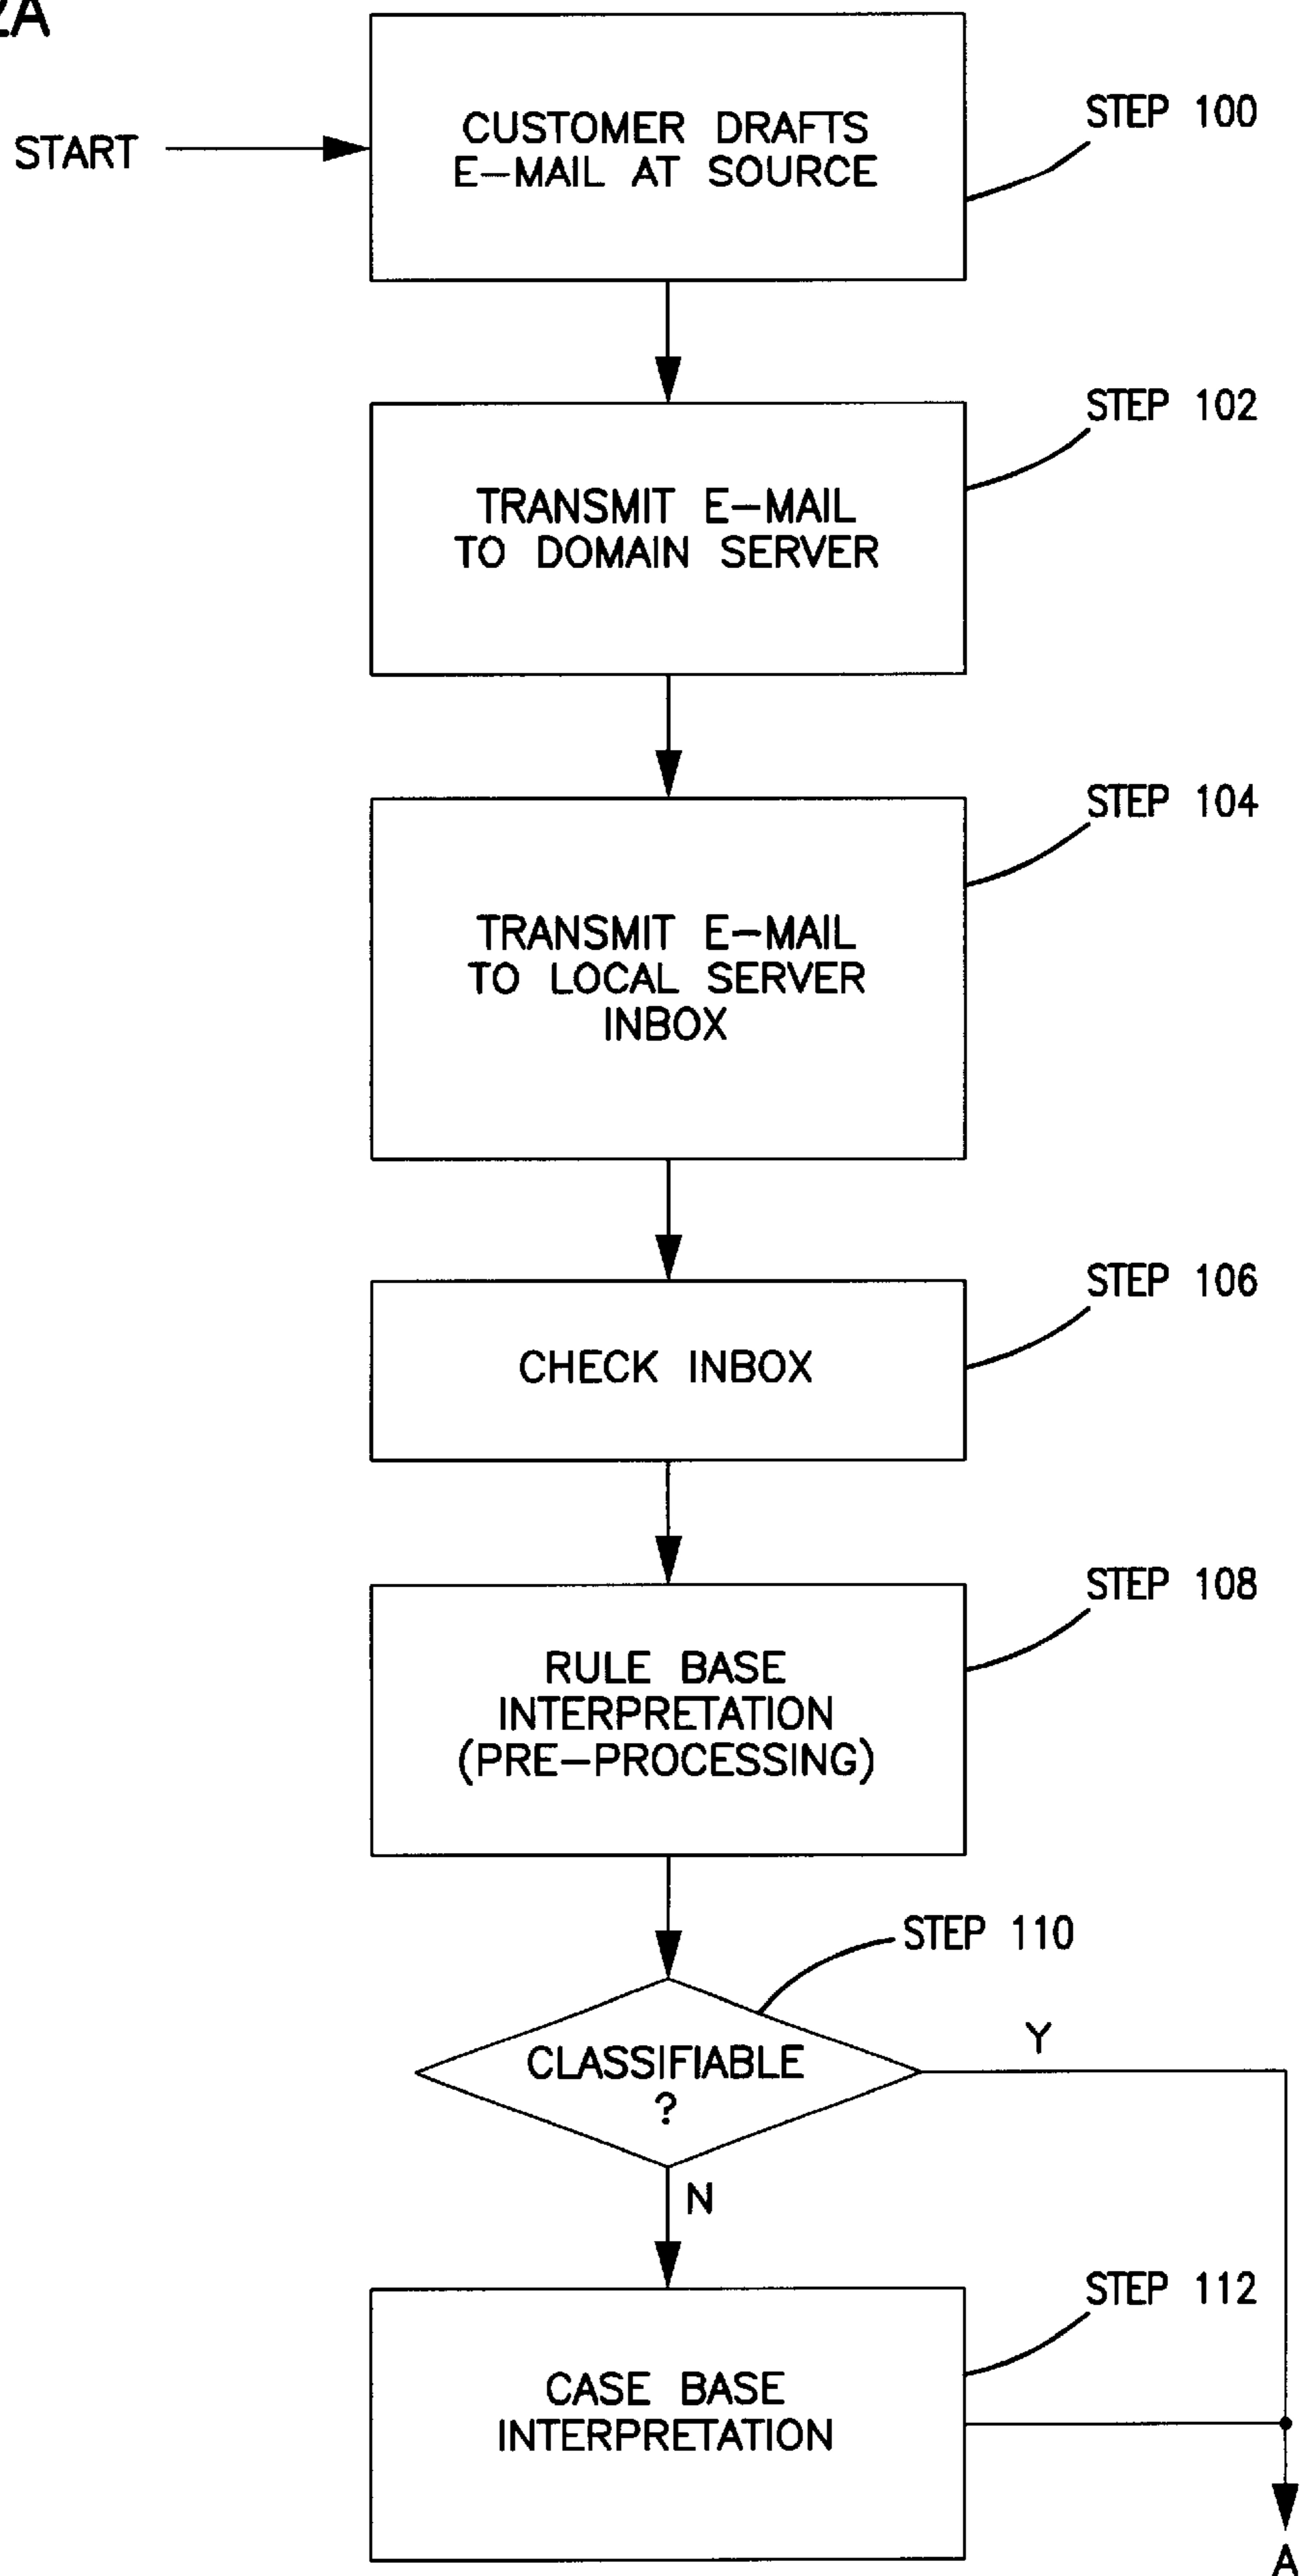 2A
START
CUSTOMER DRAFTS
E-MAIL AT SOURCE
STEP 100
TRANSMIT E-MAIL
TO DOMAIN SERVER
STEP 102
TRANSMIT E-MAIL
TO LOCAL SERVER
INBOX
STEP 104
CHECK INBOX
STEP 106
RULE BASE
INTERPRETATION
(PRE-PROCESSING)
STEP 108
STEP 110
CLASSIFIABLE
?
Y
N
CASE BASE
INTERPRETATION
STEP 112
A